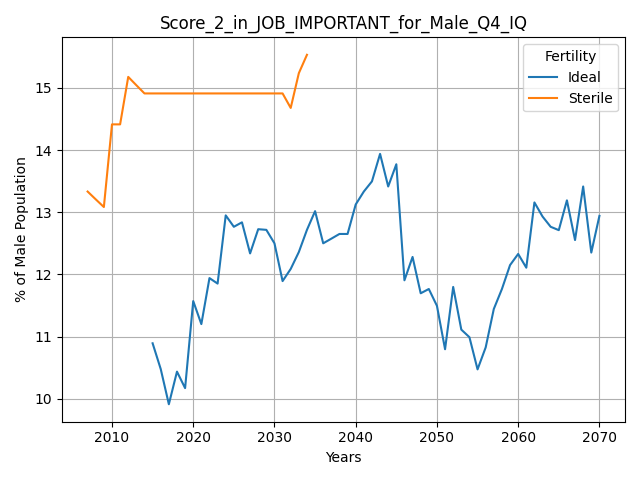 Score_2_in_JOB_IMPORTANT_for_Male_Q4_IQ
Fertility
Ideal
Sterile
% of Male Population
15
14
13
12
11
10
2010 2020 2030 2040 2050 2060 2070
Years